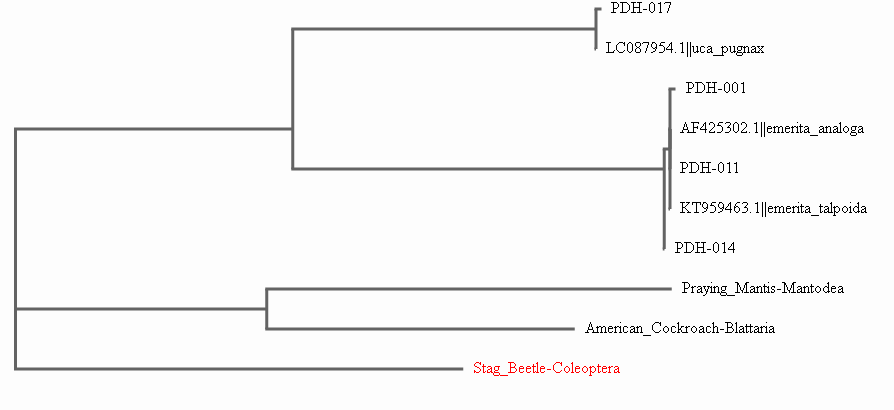 PDH-017
LC087954.1||uca_pugnax
PDH-001
AF425302.1||emerita_analoga
PDH-011
KT959463.1||emerita_talpoida
PDH-014
Praying_Mantis-Mantodea
American_Cockroach-Blattaria
Stag_Beetle-Coleoptera